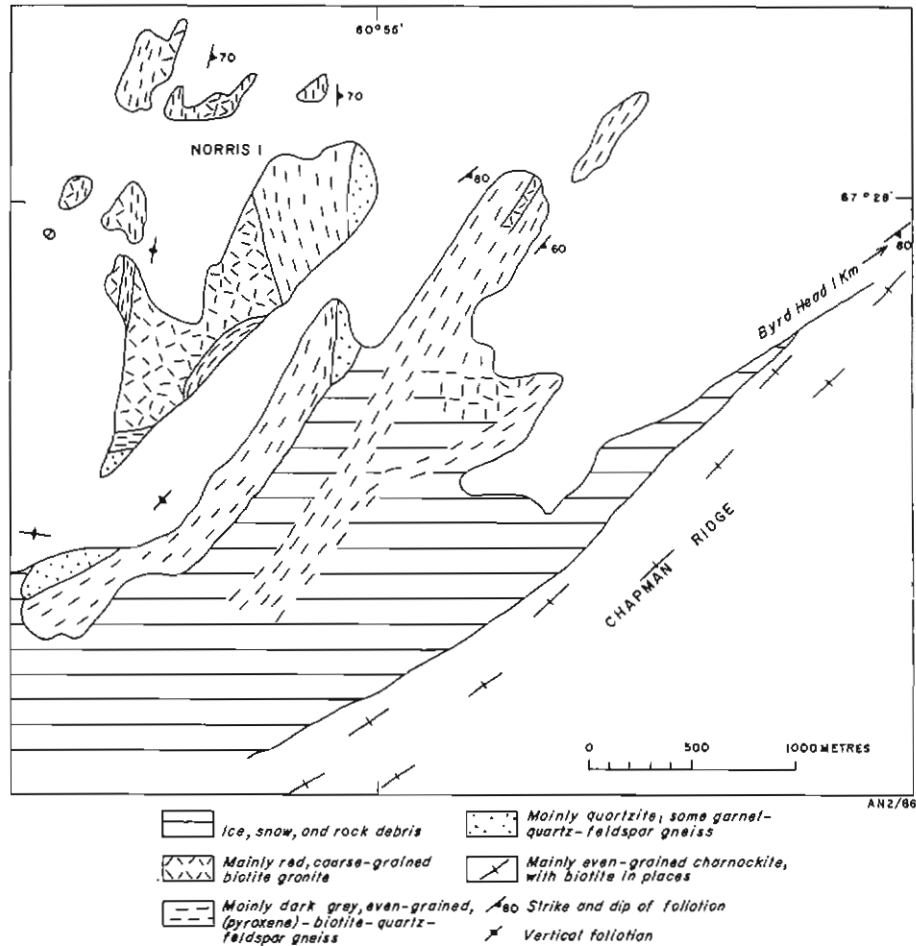 60°55'
70
70
NORRIS I
80
67°28'
60
80
Byrd Head 1 Km
CHAPMAN RIDGE
0 500 1000 METRES
AN2/66
Ice, snow, and rock debris
Mainly red, coarse-grained
biotite granite
Mainly dark grey, even-grained,
(pyroxene)-biotite-quartz-
feldspar gneiss
Mainly quartzite; some garnet-
quartz-feldspar gneiss
Mainly even-grained charnockite,
with biotite in places
80 Strike and dip of foliation
Vertical foliation